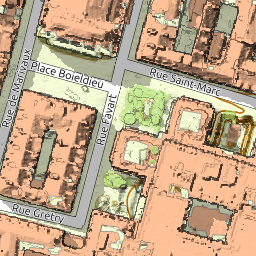 Rue de Marivaux
Place Boieldieu
Rue Saint-Marc
Rue Favart
Rue Grétry